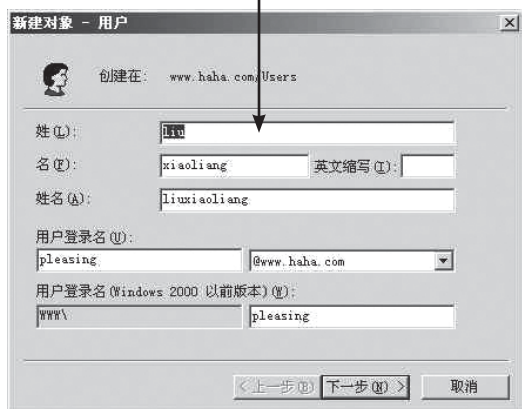 新建对象 - 用户
创建在: www.haha.com/Users
姓(L): liu
名(F): xiaoliang 英文缩写(I):
姓名(A): liuxiaoliang
用户登录名(U):
pleasing @www.haha.com
用户登录名(Windows 2000 以前版本)(W):
WWW\ pleasing
<上一步(B) 下一步(N)> 取消